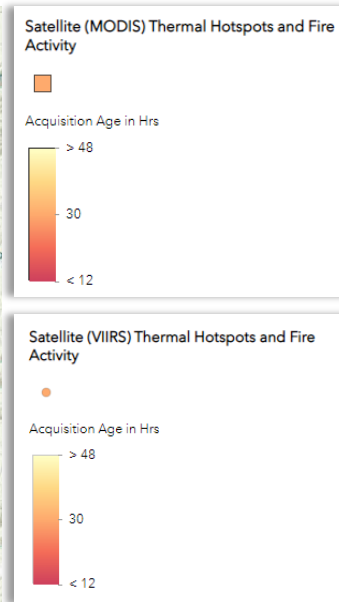 Satellite (MODIS) Thermal Hotspots and Fire
Activity
Acquisition Age in Hrs
> 48
30
< 12
Satellite (VIIRS) Thermal Hotspots and Fire
Activity
Acquisition Age in Hrs
> 48
30
< 12